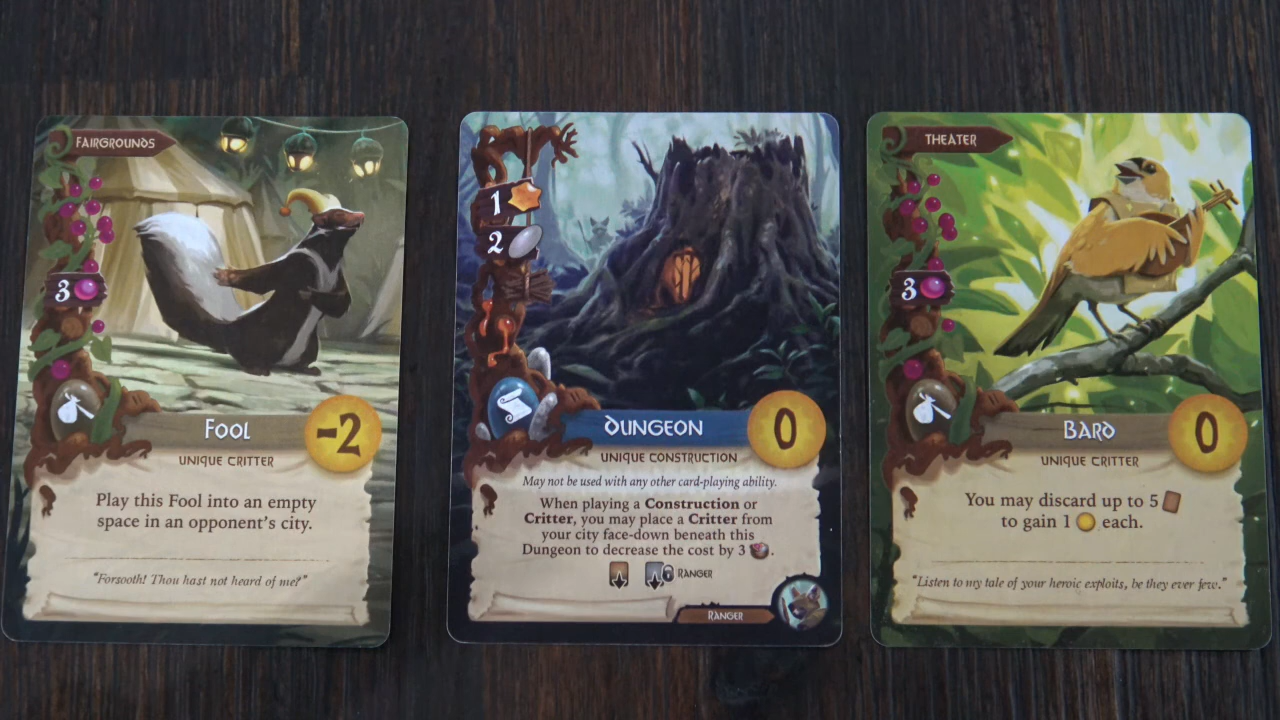 FAIRGROUNDS
3
FOOL
-2
UNIQUE CRITTER
Play this Fool into an empty
space in an opponent's city.
"Forsooth! Thou hast not heard of me?"
1
2
DUNGEON
0
UNIQUE CONSTRUCTION
May not be used with any other card-playing ability.
When playing a Construction or
Critter, you may place a Critter from
your city face-down beneath this
Dungeon to decrease the cost by 3 .
RANGER
RANGER
THEATER
3
BARD
0
UNIQUE CRITTER
You may discard up to 5
to gain 1 each.
"Listen to my tale of your heroic exploits, be they ever few."